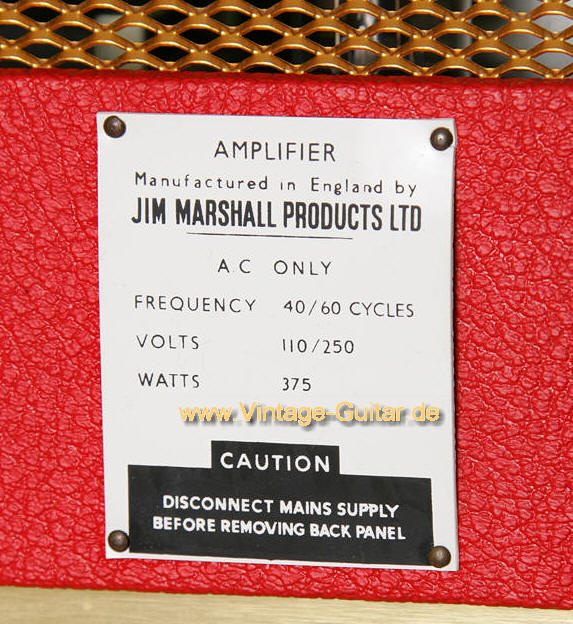 AMPLIFIER
Manufactured in England by
JIM MARSHALL PRODUCTS LTD
A.C ONLY
FREQUENCY 40/60 CYCLES
VOLTS 110/250
WATTS 375
www.Vintage-Guitar.de
CAUTION
DISCONNECT MAINS SUPPLY
BEFORE REMOVING BACK PANEL